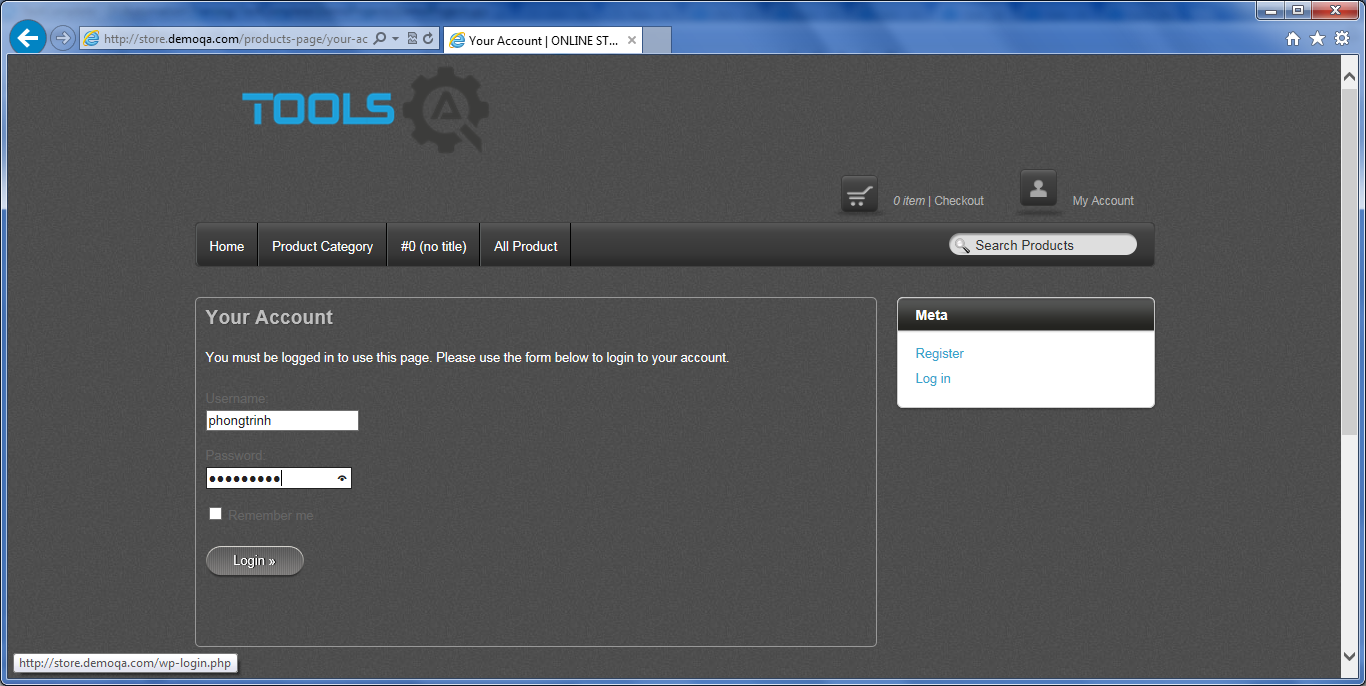 http://store.demoqa.com/products-page/your-ac
Your Account | ONLINE ST...
TOOLS
0 item | Checkout
My Account
Home
Product Category
#0 (no title)
All Product
Search Products
Your Account
You must be logged in to use this page. Please use the form below to login to your account.
Username:
phongtrinh
Password:
•••••••••
Remember me
Login »
Meta
Register
Log in
http://store.demoqa.com/wp-login.php